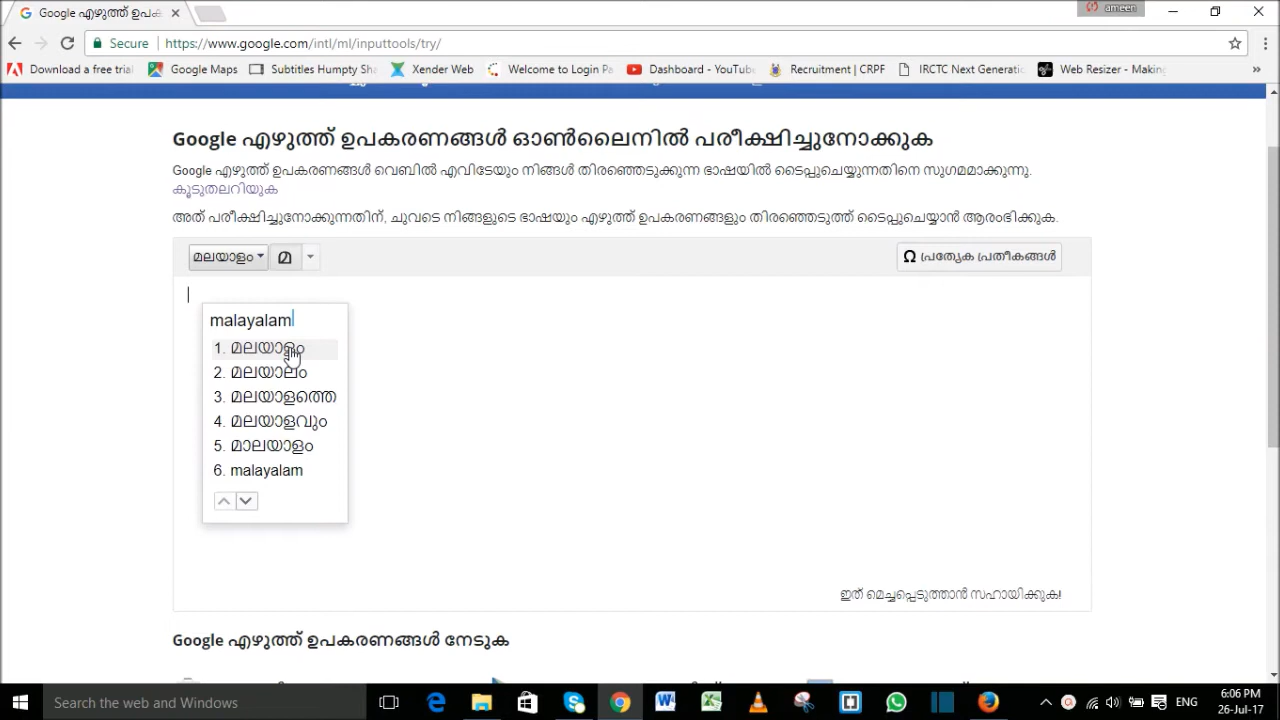 Google എഴുത്ത് ഉപക
ameen
Secure https://www.google.com/intl/ml/inputtools/try/
Download a free trial Google Maps Subtitles Humpty Sh Xender Web Welcome to Login Pa Dashboard - YouTube Recruitment | CRPF IRCTC Next Generati Web Resizer - Making »
Google എഴുത്ത് ഉപകരണങ്ങൾ ഓൺലൈനിൽ പരീക്ഷിച്ചുനോക്കുക
Google എഴുത്ത് ഉപകരണങ്ങൾ വെബിൽ എവിടേയും നിങ്ങൾ തിരഞ്ഞെടുക്കുന്ന ഭാഷയിൽ ടൈപ്പുചെയ്യുന്നതിനെ സുഗമമാക്കുന്നു.
കൂടുതലറിയുക
അത് പരീക്ഷിച്ചുനോക്കുന്നതിന്, ചുവടെ നിങ്ങളുടെ ഭാഷയും എഴുത്ത് ഉപകരണങ്ങളും തിരഞ്ഞെടുത്ത് ടൈപ്പുചെയ്യാൻ ആരംഭിക്കുക.
മലയാളം മ Ω പ്രത്യേക പ്രതീകങ്ങൾ
malayalam
1. മലയാളം
2. മലയാലം
3. മലയാളത്തെ
4. മലയാളവും
5. മാലയാളം
6. malayalam
ഇത് മെച്ചപ്പെടുത്താൻ സഹായിക്കുക!
Google എഴുത്ത് ഉപകരണങ്ങൾ നേടുക
Search the web and Windows ENG 6:06 PM
26-Jul-17